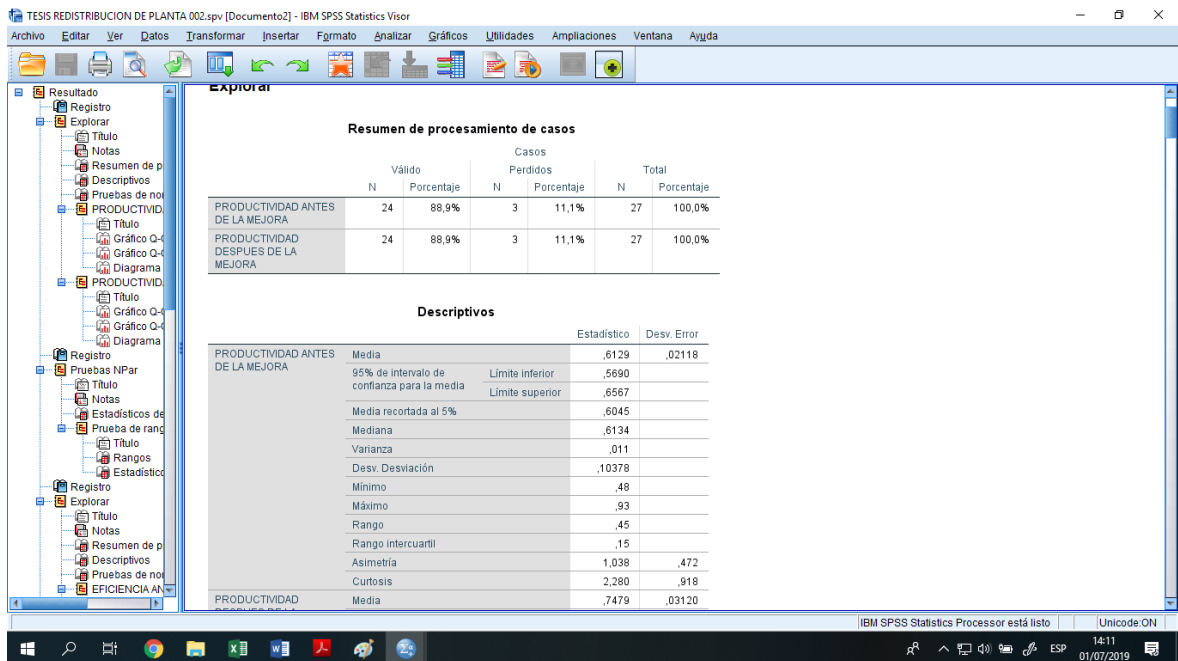 TESIS REDISTRIBUCION DE PLANTA 002.spv [Documento2] - IBM SPSS Statistics Visor
Archivo Editar Ver Datos Transformar Insertar Formato Analizar Gráficos Utilidades Ampliaciones Ventana Ayuda
Resultado
Registro
Explorar
Título
Notas
Resumen de p
Descriptivos
Pruebas de nor
PRODUCTIVID
Título
Gráfico Q-
Gráfico Q-
Diagrama
PRODUCTIVID
Título
Gráfico Q-
Gráfico Q-
Diagrama
Registro
Pruebas NPar
Título
Notas
Estadísticos de
Prueba de rang
Título
Rangos
Estadístico
Registro
Explorar
Título
Notas
Resumen de p
Descriptivos
Pruebas de nor
EFICIENCIA AN
Explorar
Resumen de procesamiento de casos
Casos
Válido Perdidos Total
N Porcentaje N Porcentaje N Porcentaje
PRODUCTIVIDAD ANTES 24 88,9% 3 11,1% 27 100,0%
DE LA MEJORA
PRODUCTIVIDAD 24 88,9% 3 11,1% 27 100,0%
DESPUES DE LA
MEJORA
Descriptivos
Estadístico Desv. Error
PRODUCTIVIDAD ANTES Media ,6129 ,02118
DE LA MEJORA 95% de intervalo de Límite inferior ,5690
confianza para la media Límite superior ,6567
Media recortada al 5% ,6045
Mediana ,6134
Varianza ,011
Desv. Desviación ,10378
Mínimo ,48
Máximo ,93
Rango ,45
Rango intercuartil ,15
Asimetría 1,038 ,472
Curtosis 2,280 ,918
PRODUCTIVIDAD Media ,7479 ,03120
DESPUES DE LA
IBM SPSS Statistics Processor está listo Unicode:ON
ESP
14:11
01/07/2019